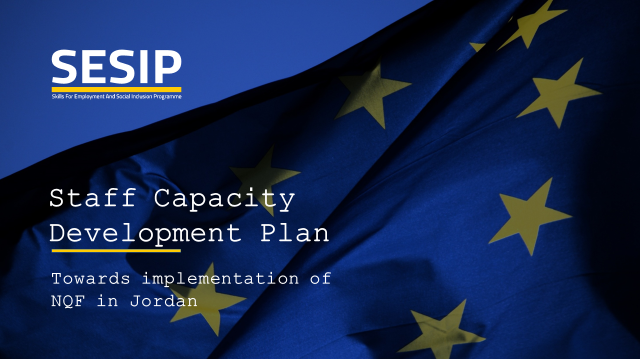 SESIP
Skills For Employment And Social Inclusion Programme
Staff Capacity
Development Plan
Towards implementation of
NQF in Jordan